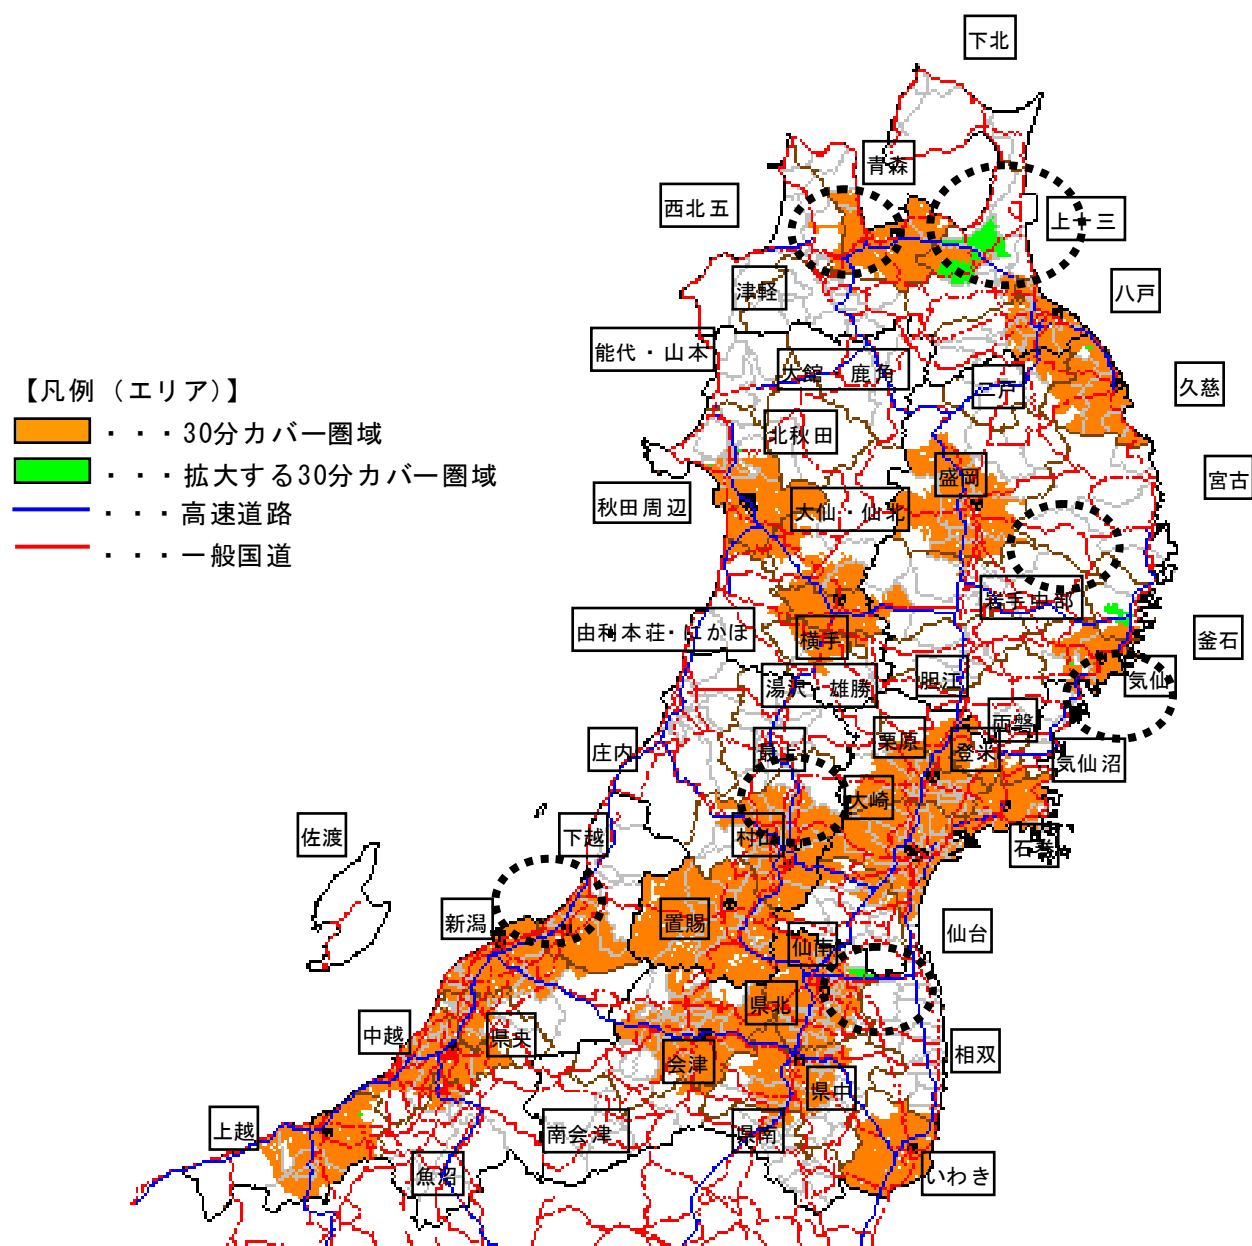 下北
青森
西北五
上十三
津軽
八戸
能代・山本
大館・鹿角
二戸
久慈
【凡例（エリア）】
・・・30分カバー圏域
・・・拡大する30分カバー圏域
・・・高速道路
・・・一般国道
北秋田
盛岡
宮古
秋田周辺
大仙・仙北
岩手中部
由利本荘・にかほ
横手
釜石
湯沢・雄勝
胆江
気仙
両磐
庄内
最上
栗原
登米
気仙沼
大崎
佐渡
下越
村山
石巻
新潟
置賜
仙南
仙台
県北
中越
県央
会津
相双
県中
上越
南会津
県南
魚沼
いわき